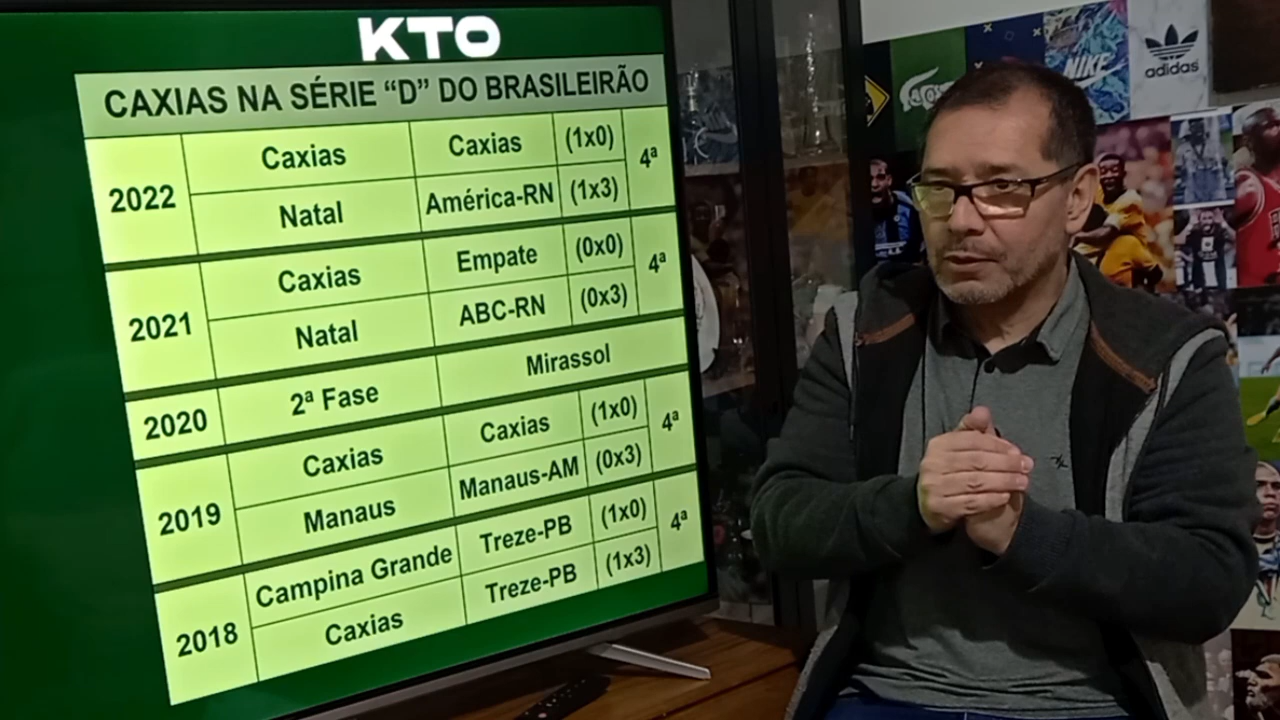 KTO
CAXIAS NA SÉRIE “D” DO BRASILEIRÃO
2022 Caxias Caxias (1x0) 4ª
Natal América-RN (1x3)
2021 Caxias Empate (0x0) 4ª
Natal ABC-RN (0x3)
2020 2ª Fase Mirassol
2019 Caxias Caxias (1x0) 4ª
Manaus Manaus-AM (0x3)
2018 Campina Grande Treze-PB (1x0) 4ª
Caxias Treze-PB (1x3)
NIKE
adidas